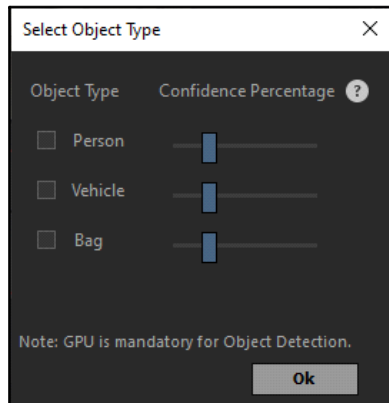 Select Object Type
Object Type Confidence Percentage ?
Person
Vehicle
Bag
Note: GPU is mandatory for Object Detection.
Ok